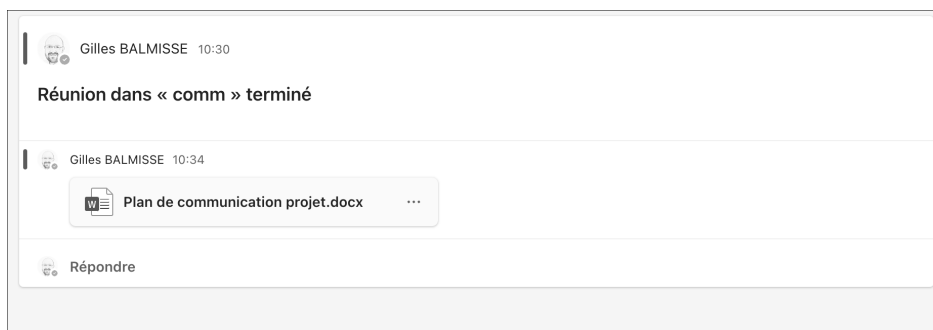 Gilles BALMISSE 10:30
Réunion dans « comm » terminé
Gilles BALMISSE 10:34
W Plan de communication projet.docx ...
Répondre